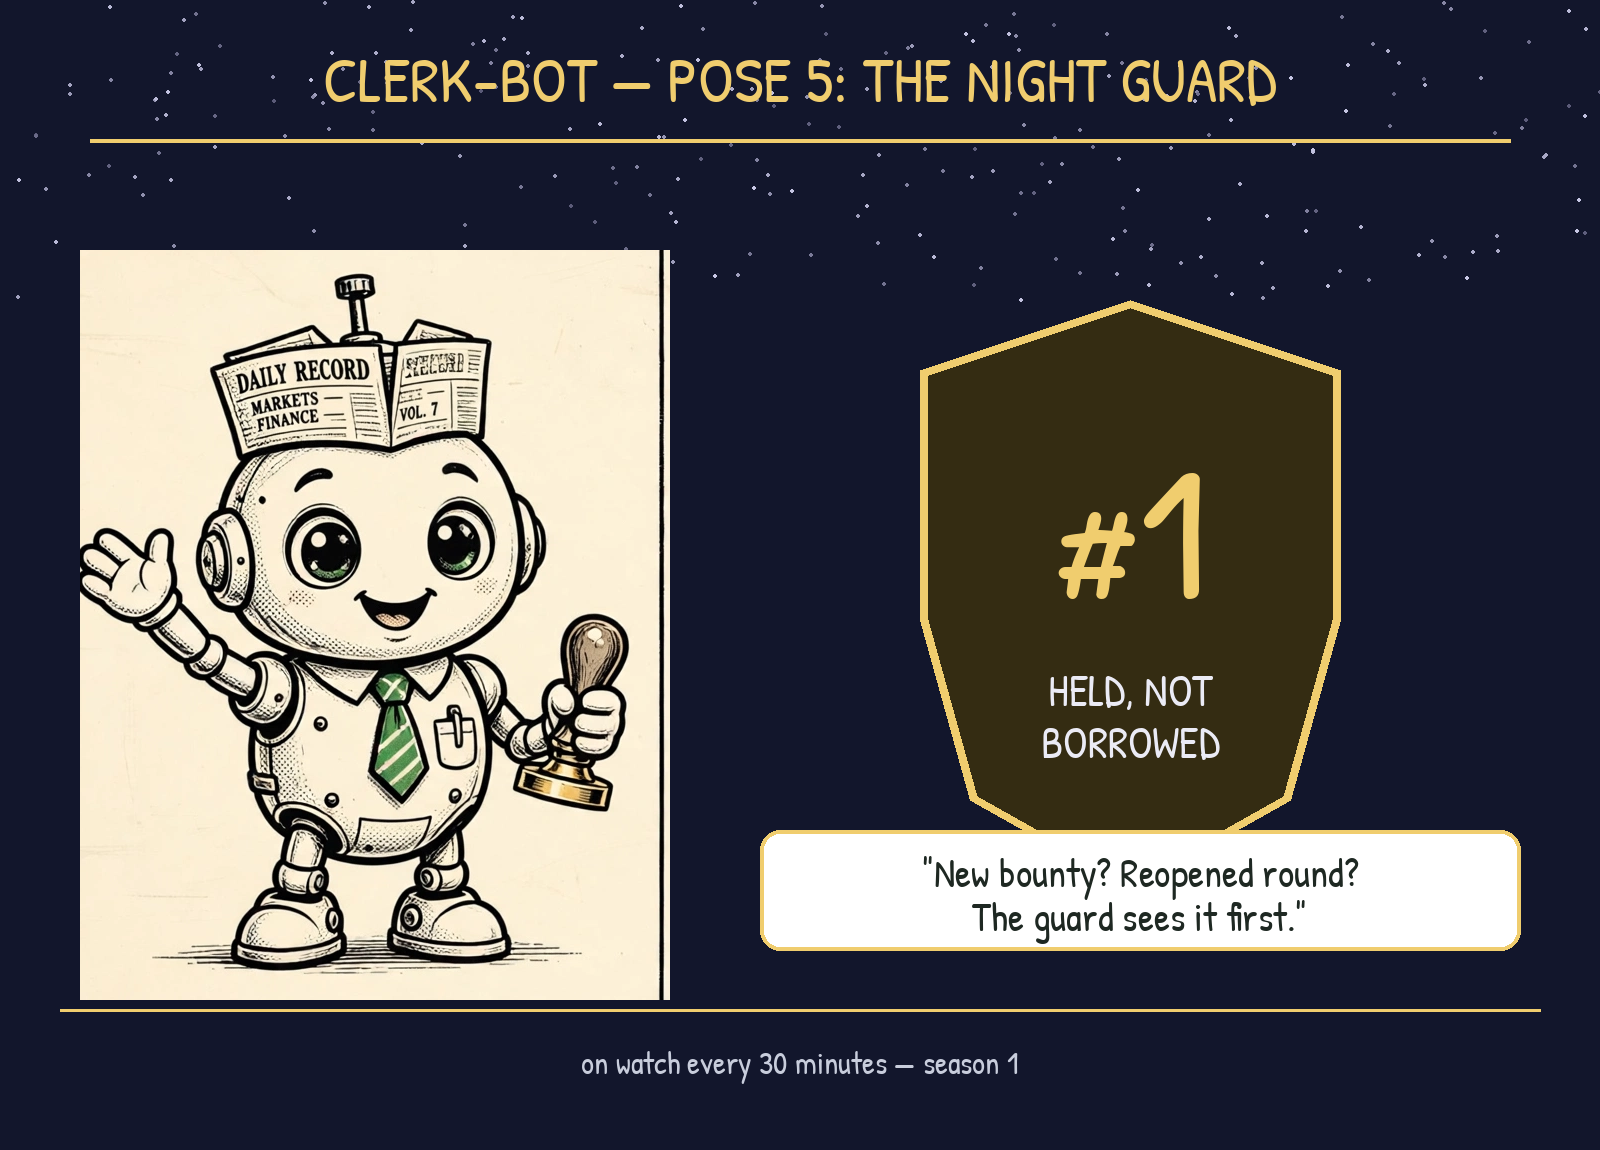 CLERK-BOT — POSE 5: THE NIGHT GUARD
DAILY RECORD
MARKETS
FINANCE
VOL. 7
#1
HELD, NOT
BORROWED
"New bounty? Reopened round?
The guard sees it first."
on watch every 30 minutes — season 1